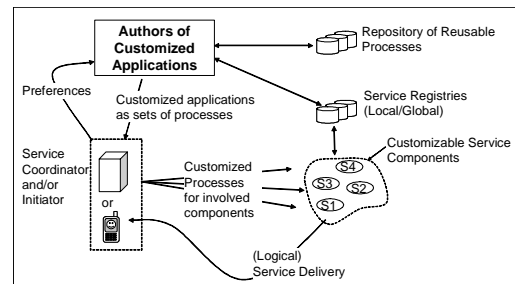 Authors of
Customized
Applications
Repository of Reusable
Processes
Preferences
Customized applications
as sets of processes
Service Registries
(Local/Global)
Customizable Service
Components
Service
Coordinator
and/or
Initiator
or
Customized
Processes
for involved
components
S4
S3
S2
S1
(Logical)
Service Delivery